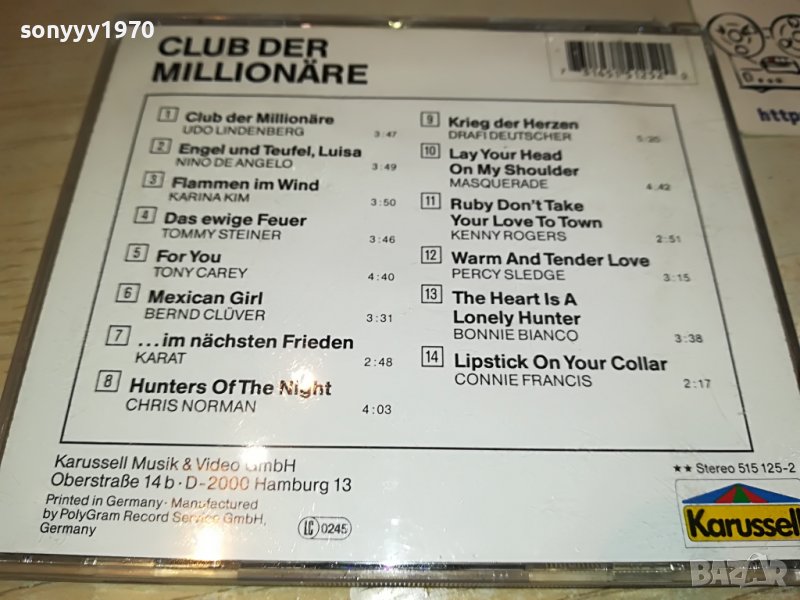 sonyyy1970
CLUB DER
MILLIONÄRE
1 Club der Millionäre
UDO LINDENBERG 3:47
2 Engel und Teufel, Luisa
NINO DE ANGELO 3:49
3 Flammen im Wind
KARINA KIM 3:50
4 Das ewige Feuer
TOMMY STEINER 3:46
5 For You
TONY CAREY 4:40
6 Mexican Girl
BERND CLÜVER 3:31
7 ...im nächsten Frieden
KARAT 2:48
8 Hunters Of The Night
CHRIS NORMAN 4:03
9 Krieg der Herzen
DRAFI DEUTSCHER 5:25
10 Lay Your Head
On My Shoulder
MASQUERADE 4:42
11 Ruby Don't Take
Your Love To Town
KENNY ROGERS 2:51
12 Warm And Tender Love
PERCY SLEDGE 3:15
13 The Heart Is A
Lonely Hunter
BONNIE BIANCO 3:38
14 Lipstick On Your Collar
CONNIE FRANCIS 2:17
Karussell Musik & Video GmbH
Oberstraße 14 b · D-2000 Hamburg 13
Printed in Germany · Manufactured
by PolyGram Record Service GmbH,
Germany
LC 0245
★★ Stereo 515 125-2
Karussell
http
BAZAR